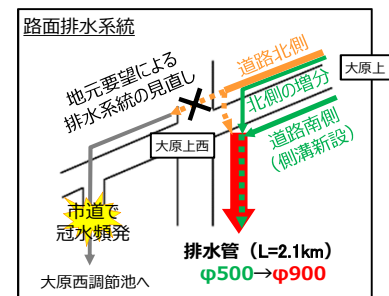 路面排水系統
地元要望による
排水系統の見直し
道路北側
大原上
北側の増分
道路南側
(側溝新設)
大原上西
市道で
冠水頻発
排水管(L=2.1km)
φ500→φ900
大原西調節池へ